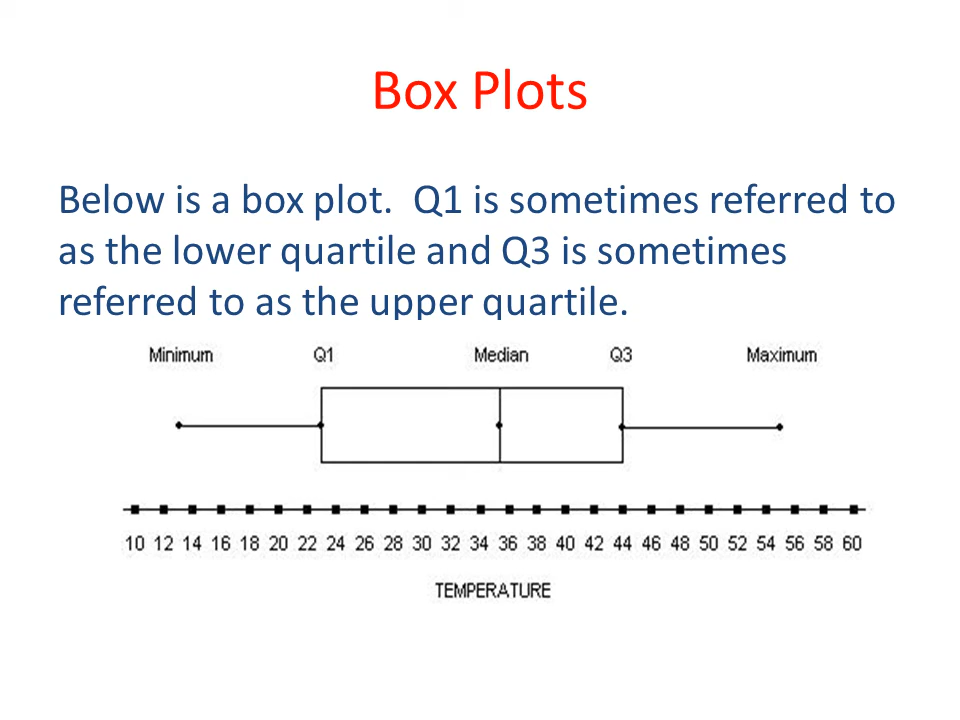 Box Plots
Below is a box plot.  Q1 is sometimes referred to
as the lower quartile and Q3 is sometimes
referred to as the upper quartile.
Minimum Q1 Median Q3 Maximum
10 12 14 16 18 20 22 24 26 28 30 32 34 36 38 40 42 44 46 48 50 52 54 56 58 60
TEMPERATURE